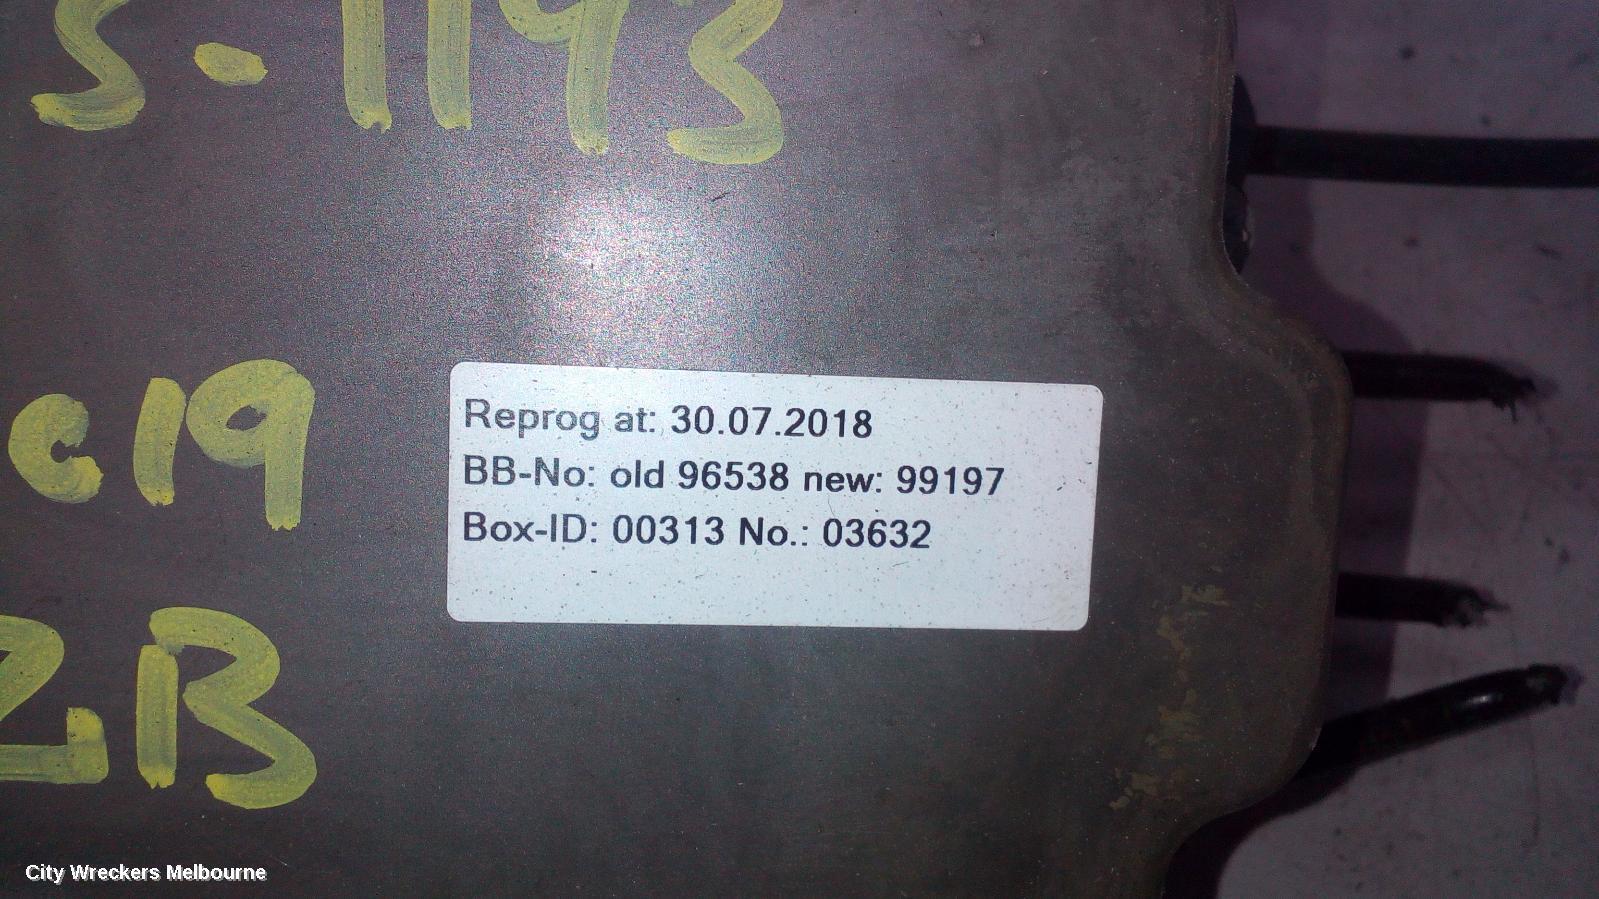 S-1193
Reprog at: 30.07.2018
BB-No: old 96538 new: 99197
Box-ID: 00313 No.: 03632
c19
ZB
City Wreckers Melbourne